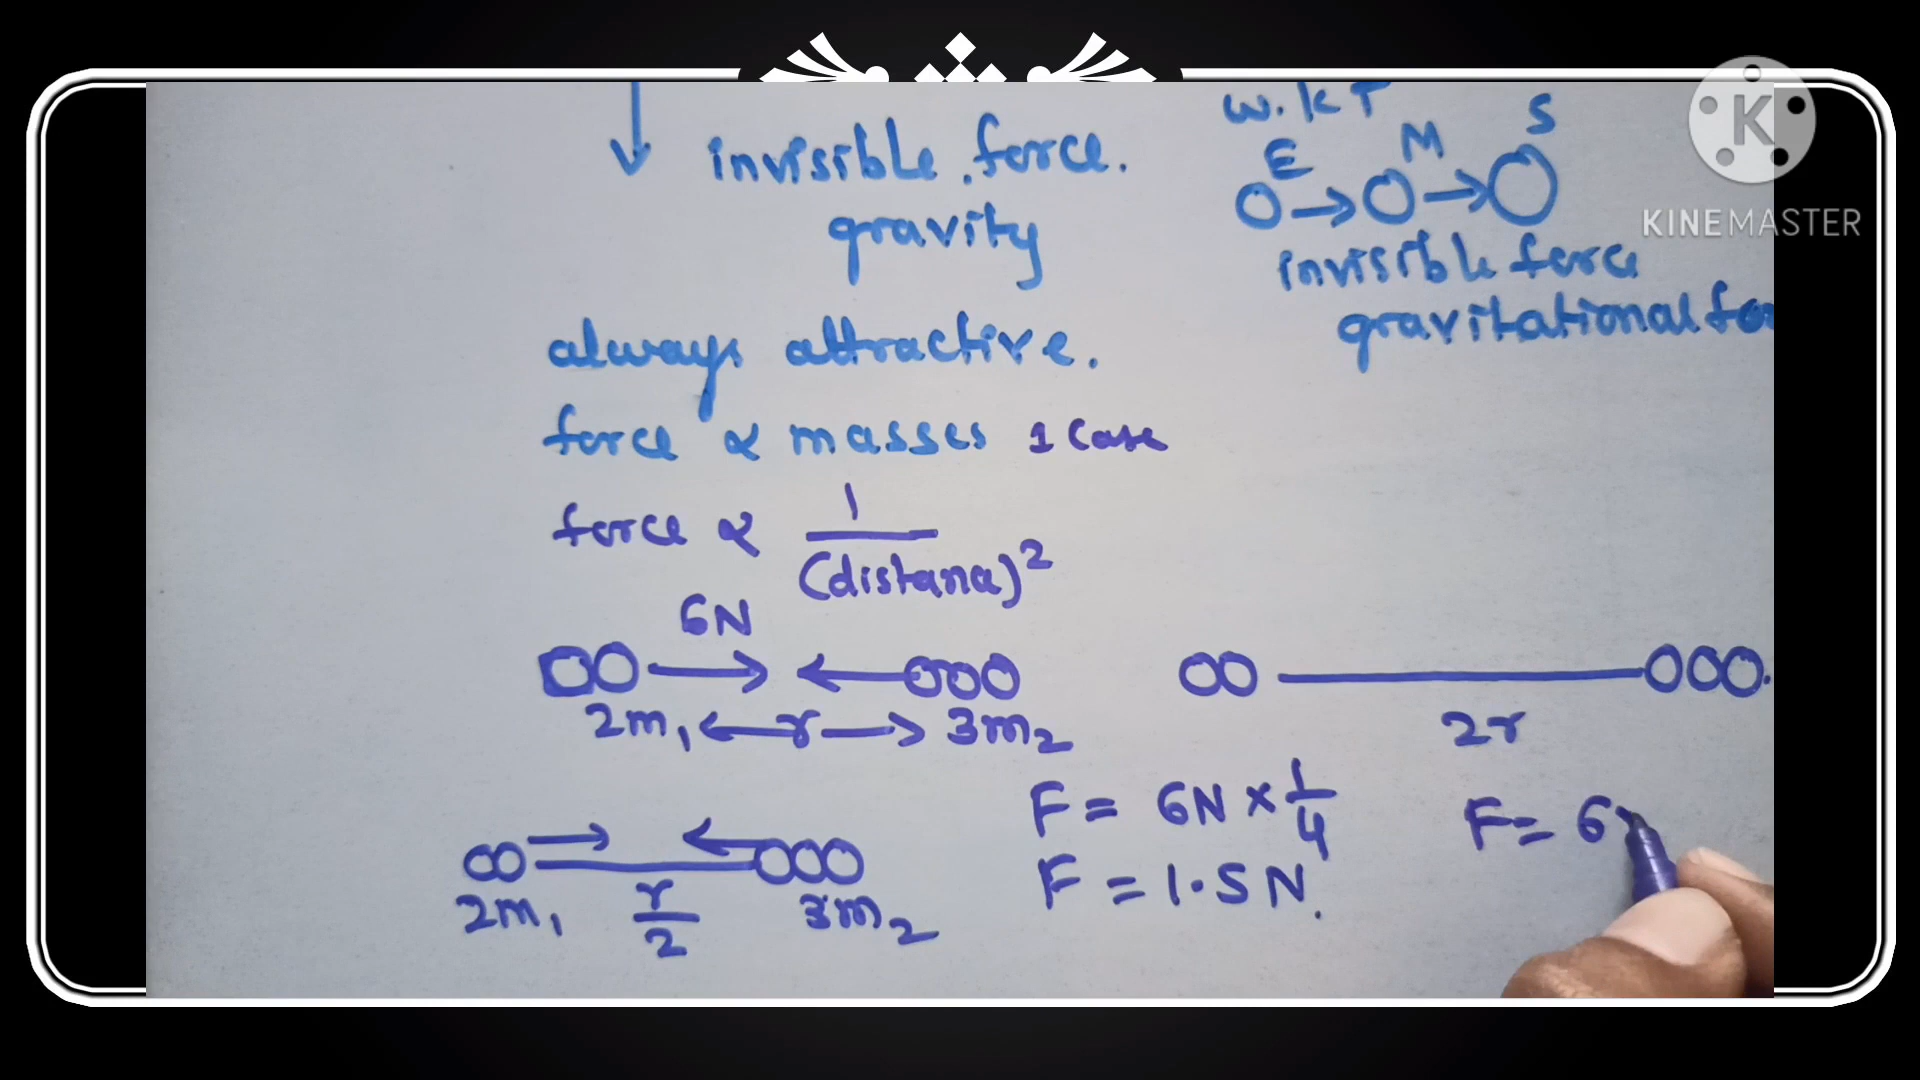 w.k T
E M S
invisible force.
gravity
invisible force
gravitational for
always attractive.
force α masses 1 Case
force α 1
(distance)²
6N
2m₁ r 3m₂
2r
F = 6N × 1/4
F = 6
F = 1.5 N.
2m₁ r/2 3m₂
K
KINEMASTER